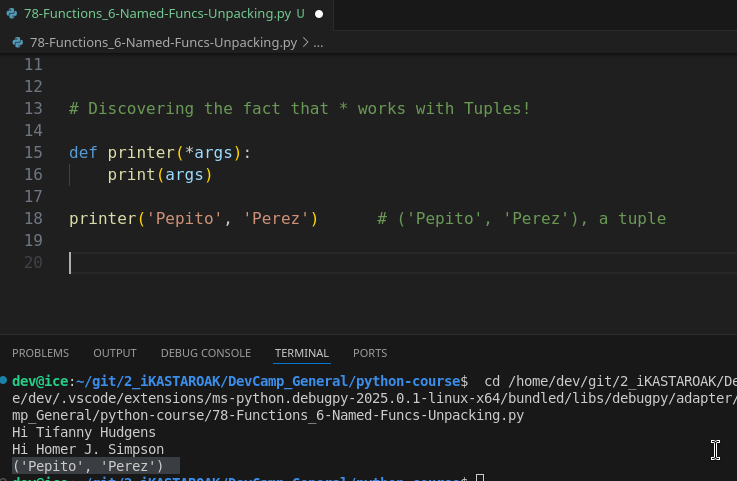 78-Functions_6-Named-Funcs-Unpacking.py U
78-Functions_6-Named-Funcs-Unpacking.py > ...
11
12
13 # Discovering the fact that * works with Tuples!
14
15 def printer(*args):
16 print(args)
17
18 printer('Pepito', 'Perez') # ('Pepito', 'Perez'), a tuple
19
20
PROBLEMS OUTPUT DEBUG CONSOLE TERMINAL PORTS
dev@ice:~/git/2_iKASTAROAK/DevCamp_General/python-course$ cd /home/dev/git/2_iKASTAROAK/De
e/dev/.vscode/extensions/ms-python.debugpy-2025.0.1-linux-x64/bundled/libs/debugpy/adapter/
mp_General/python-course/78-Functions_6-Named-Funcs-Unpacking.py
Hi Tifanny Hudgens
Hi Homer J. Simpson
('Pepito', 'Perez')
dev@ice:~/git/2_iKASTAROAK/DevCamp_General/python-course$